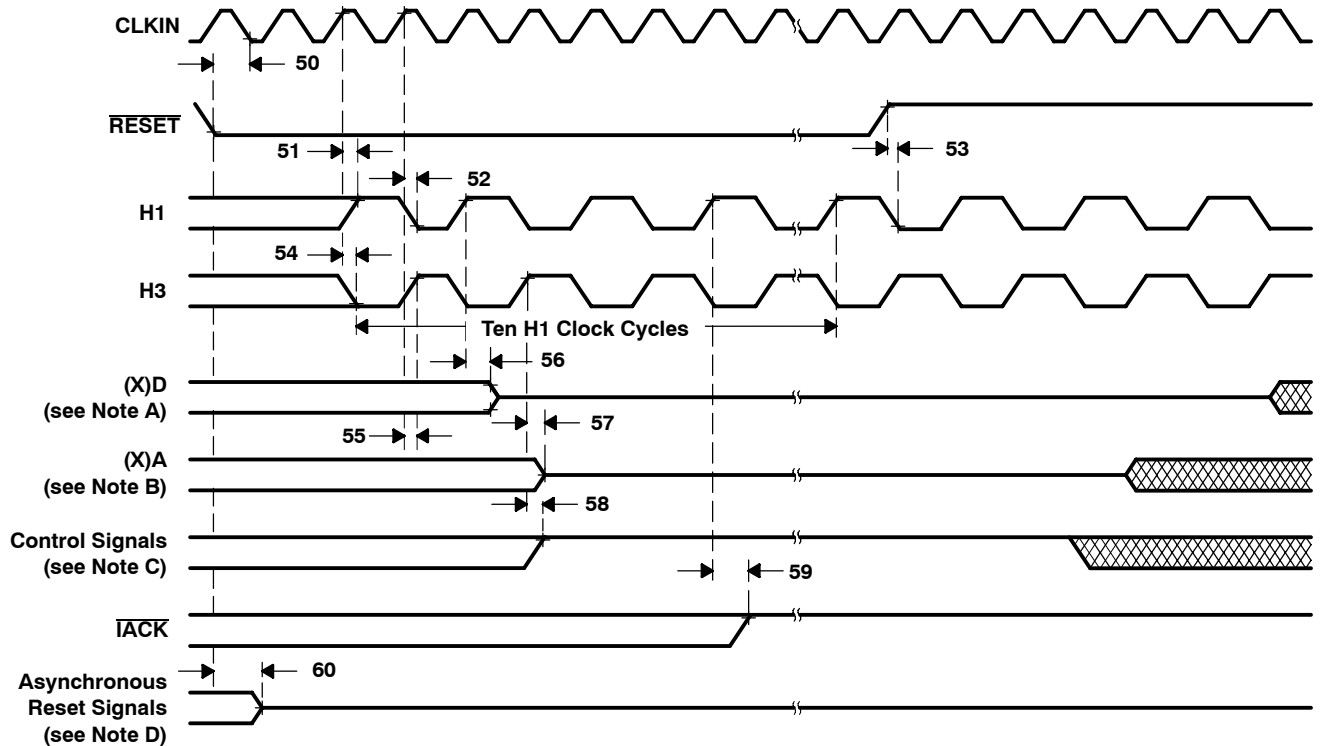 CLKIN
50
RESET
51
53
52
H1
54
H3
Ten H1 Clock Cycles
56
(X)D
(see Note A)
57
55
(X)A
(see Note B)
58
Control Signals
(see Note C)
59
IACK
60
Asynchronous
Reset Signals
(see Note D)